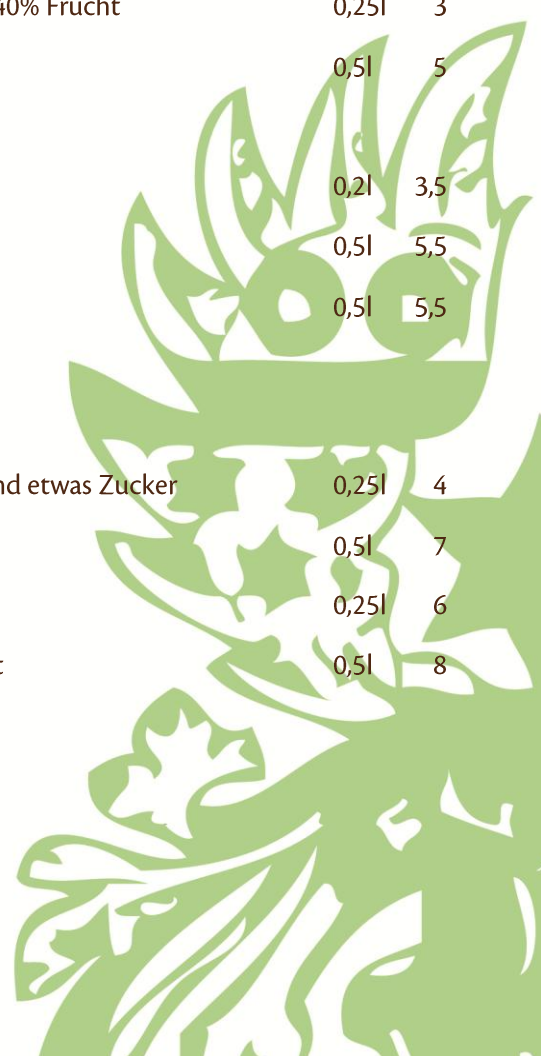 40% Frucht 0,25l 3
0,5l 5
0,2l 3,5
0,5l 5,5
0,5l 5,5
nd etwas Zucker 0,25l 4
0,5l 7
0,25l 6
t 0,5l 8